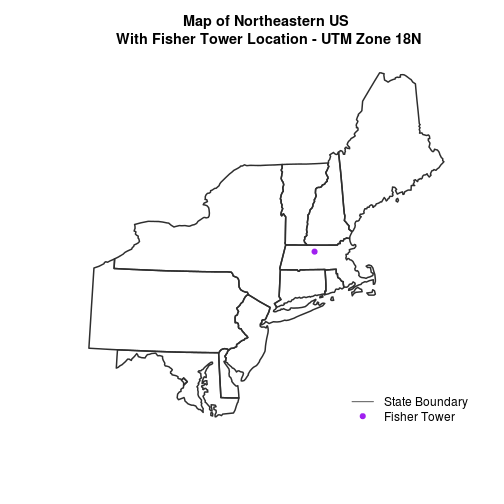 Map of Northeastern US
With Fisher Tower Location - UTM Zone 18N
State Boundary
Fisher Tower